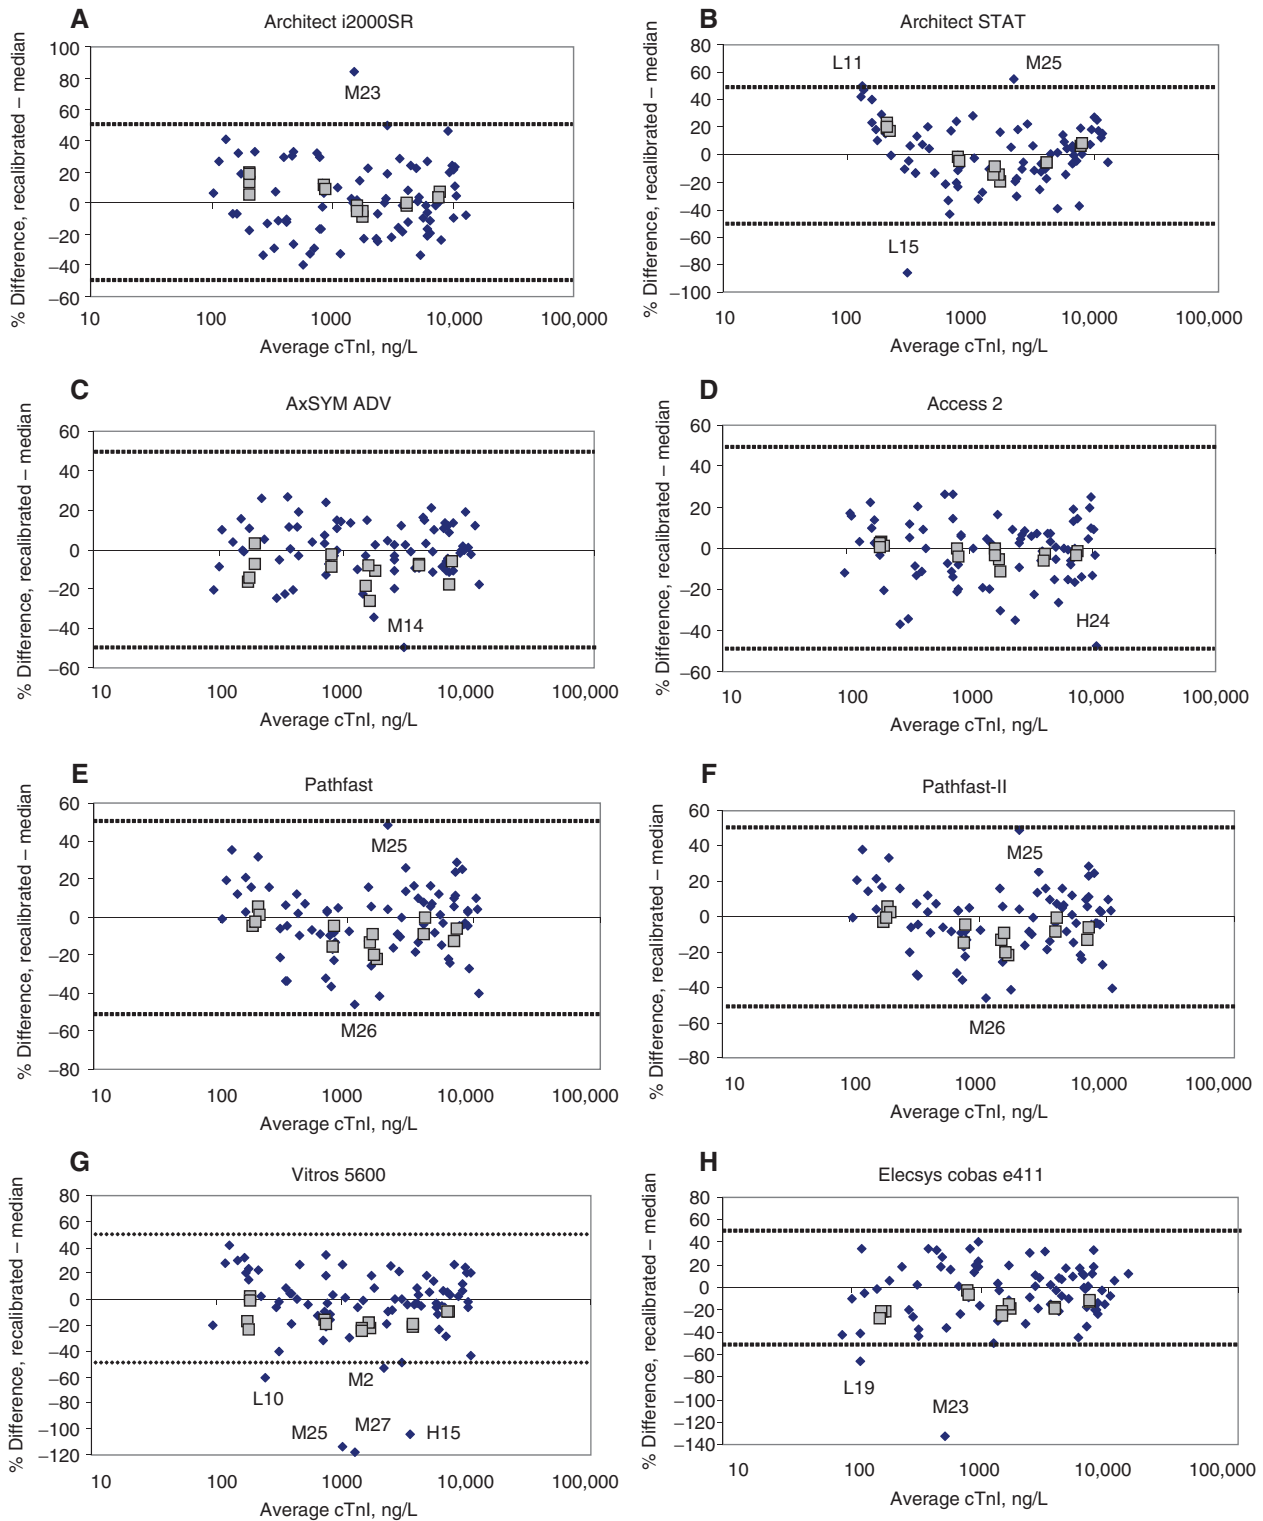 A
Architect i2000SR
% Difference, recalibrated – median
100
80
60
40
20
0
−20
−40
−60
M23
10 100 1000 10,000 100,000
Average cTnI, ng/L
B
Architect STAT
% Difference, recalibrated – median
80
60
40
20
0
−20
−40
−60
−80
−100
L11
M25
L15
10 100 1000 10,000 100,000
Average cTnI, ng/L
C
AxSYM ADV
% Difference, recalibrated – median
60
40
20
0
−20
−40
−60
M14
10 100 1000 10,000 100,000
Average cTnI, ng/L
D
Access 2
% Difference, recalibrated – median
60
40
20
0
−20
−40
−60
H24
10 100 1000 10,000 100,000
Average cTnI, ng/L
E
Pathfast
% Difference, recalibrated – median
60
40
20
0
−20
−40
−60
−80
M25
M26
10 100 1000 10,000 100,000
Average cTnI, ng/L
F
Pathfast-II
% Difference, recalibrated – median
60
40
20
0
−20
−40
−60
−80
M25
M26
10 100 1000 10,000 100,000
Average cTnI, ng/L
G
Vitros 5600
% Difference, recalibrated – median
80
60
40
20
0
−20
−40
−60
−80
−100
−120
L10
M2
M25
M27
H15
10 100 1000 10,000 100,000
Average cTnI, ng/L
H
Elecsys cobas e411
% Difference, recalibrated – median
80
60
40
20
0
−20
−40
−60
−80
−100
−120
−140
L19
M23
10 100 1000 10,000 100,000
Average cTnI, ng/L